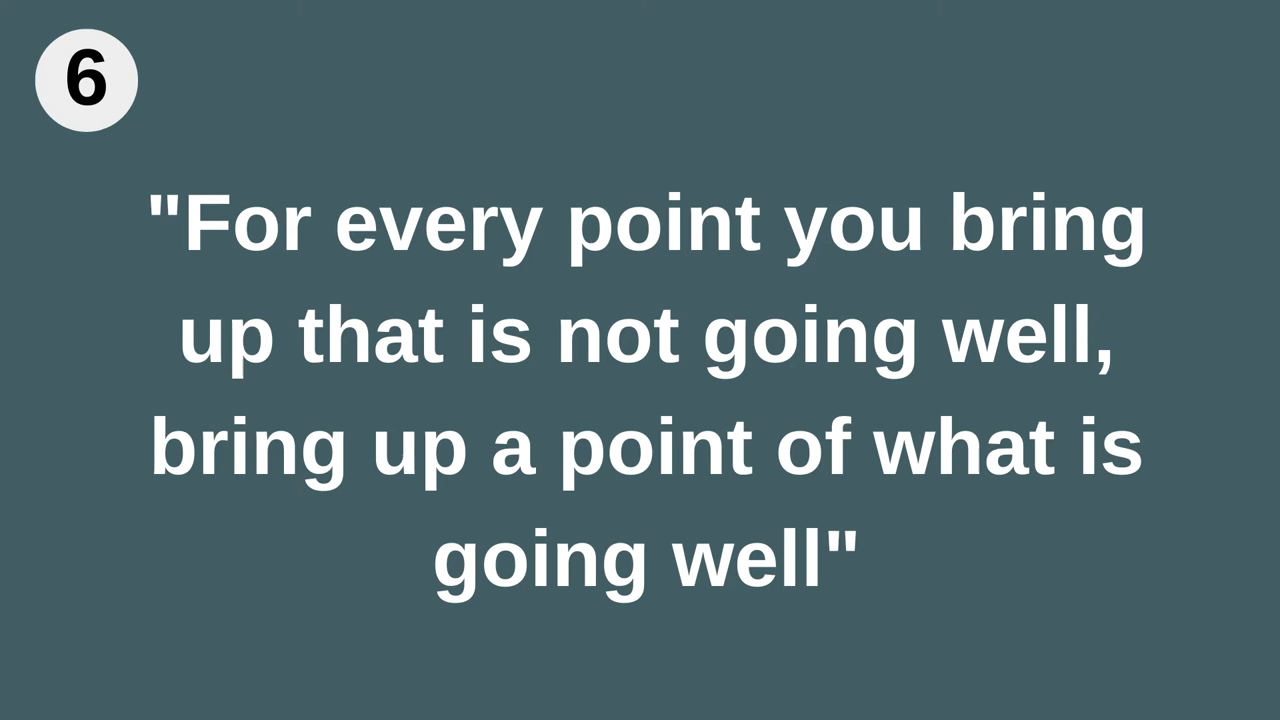 6
"For every point you bring
up that is not going well,
bring up a point of what is
going well"